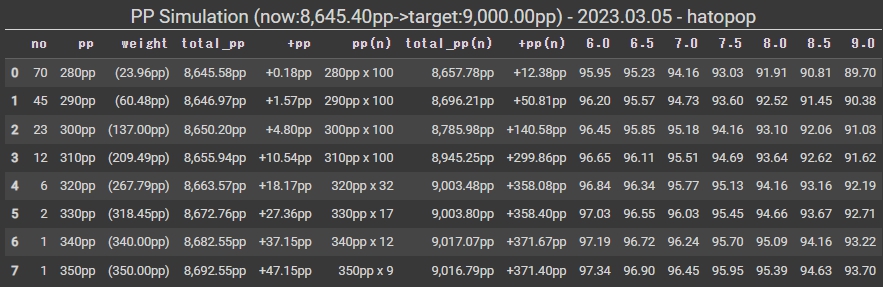 PP Simulation (now:8,645.40pp->target:9,000.00pp) - 2023.03.05 - hatopop
no pp weight total_pp +pp pp(n) total_pp(n) +pp(n) 6.0 6.5 7.0 7.5 8.0 8.5 9.0
0 70 280pp (23.96pp) 8,645.58pp +0.18pp 280pp x 100 8,657.78pp +12.38pp 95.95 95.23 94.16 93.03 91.91 90.81 89.70
1 45 290pp (60.48pp) 8,646.97pp +1.57pp 290pp x 100 8,696.21pp +50.81pp 96.20 95.57 94.73 93.60 92.52 91.45 90.38
2 23 300pp (137.00pp) 8,650.20pp +4.80pp 300pp x 100 8,785.98pp +140.58pp 96.45 95.85 95.18 94.16 93.10 92.06 91.03
3 12 310pp (209.49pp) 8,655.94pp +10.54pp 310pp x 100 8,945.25pp +299.86pp 96.65 96.11 95.51 94.69 93.64 92.62 91.62
4 6 320pp (267.79pp) 8,663.57pp +18.17pp 320pp x 32 9,003.48pp +358.08pp 96.84 96.34 95.77 95.13 94.16 93.16 92.19
5 2 330pp (318.45pp) 8,672.76pp +27.36pp 330pp x 17 9,003.80pp +358.40pp 97.03 96.55 96.03 95.45 94.66 93.67 92.71
6 1 340pp (340.00pp) 8,682.55pp +37.15pp 340pp x 12 9,017.07pp +371.67pp 97.19 96.72 96.24 95.70 95.09 94.16 93.22
7 1 350pp (350.00pp) 8,692.55pp +47.15pp 350pp x 9 9,016.79pp +371.40pp 97.34 96.90 96.45 95.95 95.39 94.63 93.70